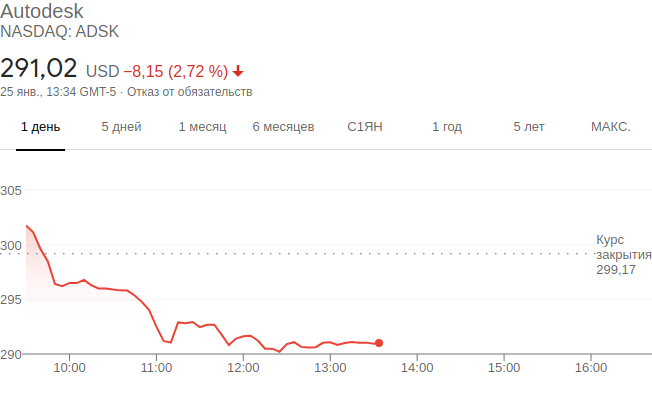 Autodesk
NASDAQ: ADSK
291,02 USD −8,15 (2,72 %)
25 янв., 13:34 GMT-5 · Отказ от обязательств
1 день 5 дней 1 месяц 6 месяцев С1ЯН 1 год 5 лет МАКС.
305
300
295
290
Курс
закрытия
299,17
10:00 11:00 12:00 13:00 14:00 15:00 16:00